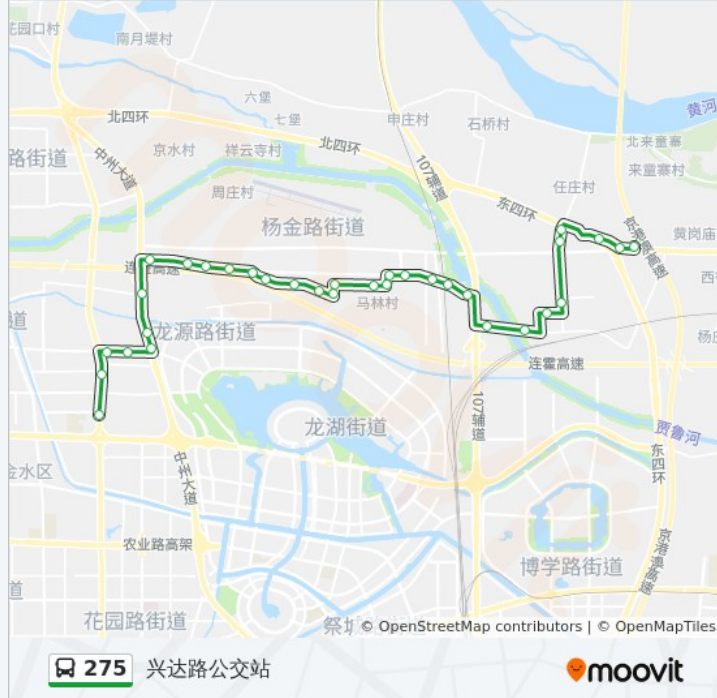 花园口村
南月堤村
六堡
七堡
申庄村
石桥村
黄河
北四环
北四环
北来童寨
路街道
中州大道
京水村
祥云寺村
107辅道
来童寨村
周庄村
任庄村
东四环
杨金路街道
京港澳高速
黄岗庙
连霍高速
马林村
道
龙源路街道
连霍高速
107辅道
龙湖街道
贾鲁河
金水区
中州大道
东四环
农业路高架
京港澳高速
博学路街道
道
花园路街道
祭城
© OpenStreetMap contributors | © OpenMapTiles
275 兴达路公交站
moovit